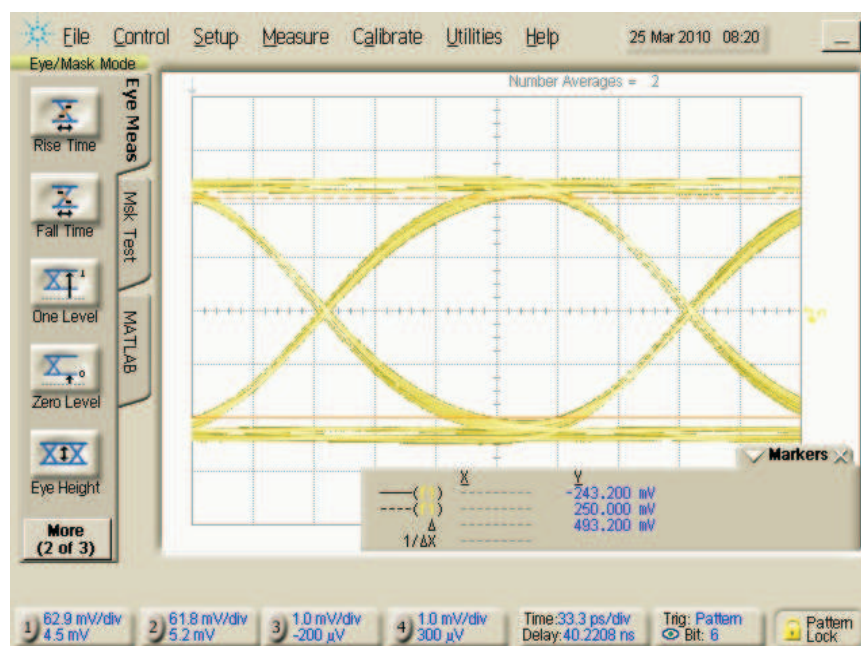 File Control Setup Measure Calibrate Utilities Help 25 Mar 2010 08:20
Eye/Mask Mode
Number Averages = 2
Eye Meas
Msk Test
MATLAB
Rise Time
Fall Time
One Level
Zero Level
Eye Height
More
(2 of 3)
Markers
X Y
-243.200 mV
250.000 mV
Δ 493.200 mV
1/ΔX
1) 62.9 mV/div
4.5 mV
2) 61.8 mV/div
5.2 mV
3) 1.0 mV/div
-200 µV
4) 1.0 mV/div
300 µV
Time:33.3 ps/div
Delay:40.2208 ns
Trig: Pattern
Bit: 6
Pattern
Lock